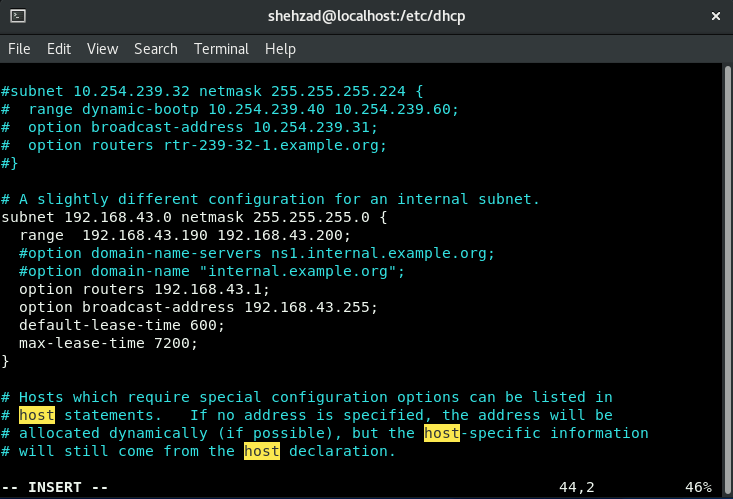 shehzad@localhost:/etc/dhcp
File Edit View Search Terminal Help
#subnet 10.254.239.32 netmask 255.255.255.224 {
#  range dynamic-bootp 10.254.239.40 10.254.239.60;
#  option broadcast-address 10.254.239.31;
#  option routers rtr-239-32-1.example.org;
#}
# A slightly different configuration for an internal subnet.
subnet 192.168.43.0 netmask 255.255.255.0 {
  range  192.168.43.190 192.168.43.200;
  #option domain-name-servers ns1.internal.example.org;
  #option domain-name "internal.example.org";
  option routers 192.168.43.1;
  option broadcast-address 192.168.43.255;
  default-lease-time 600;
  max-lease-time 7200;
}
# Hosts which require special configuration options can be listed in
# host statements.   If no address is specified, the address will be
# allocated dynamically (if possible), but the host-specific information
# will still come from the host declaration.
-- INSERT -- 44,2 46%